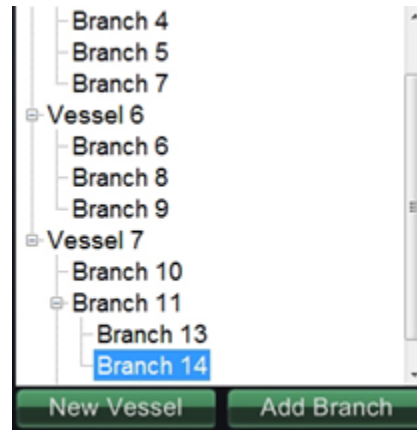 Branch 4
Branch 5
Branch 7
Vessel 6
Branch 6
Branch 8
Branch 9
Vessel 7
Branch 10
Branch 11
Branch 13
Branch 14
New Vessel Add Branch